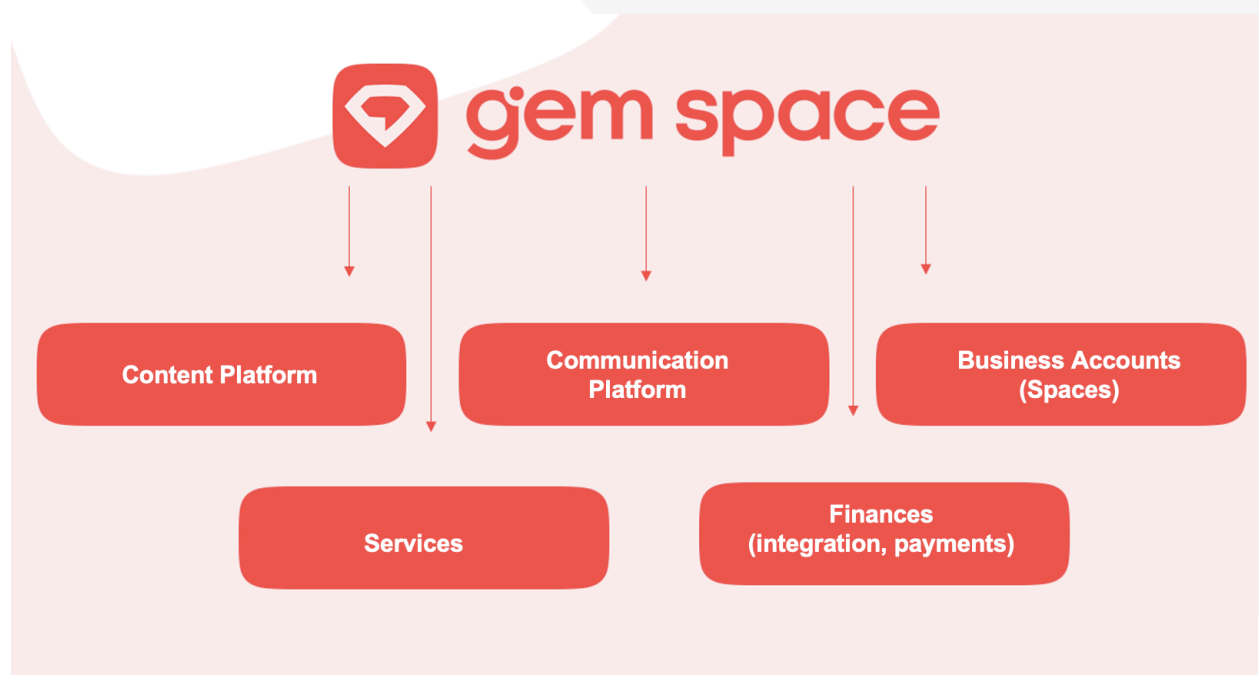 gem space
Content Platform
Communication
Platform
Business Accounts
(Spaces)
Services
Finances
(integration, payments)